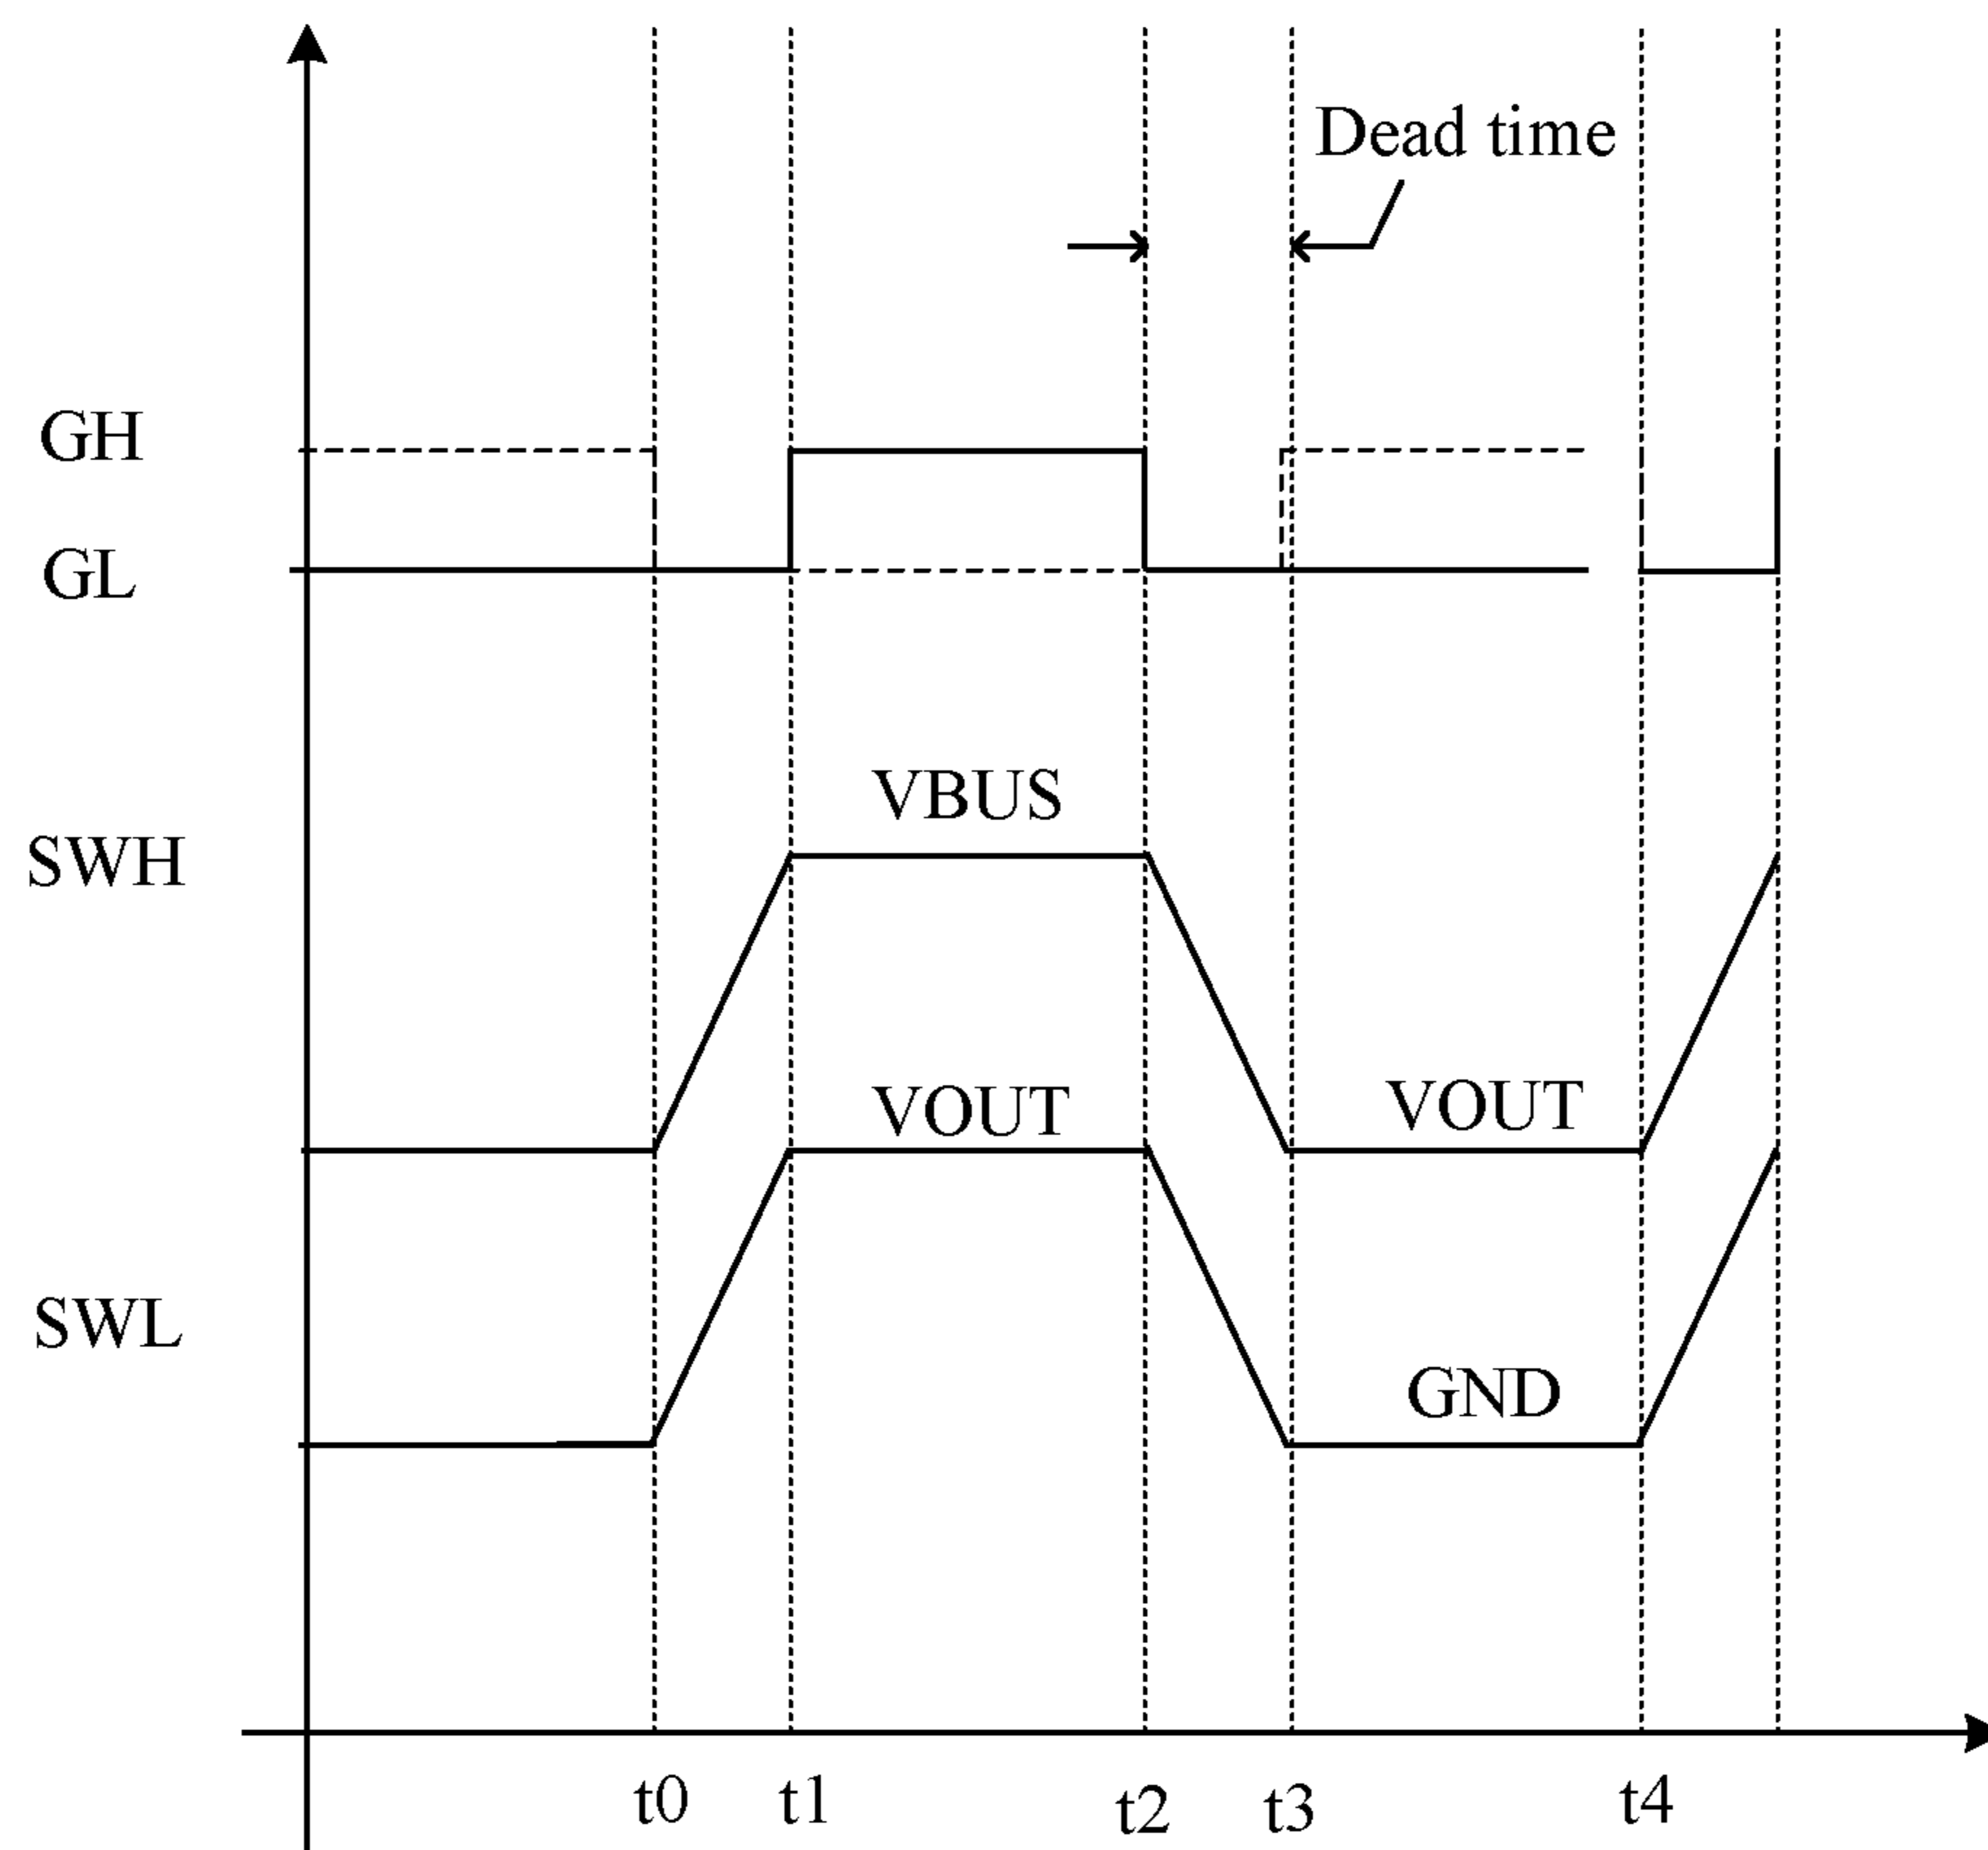 Dead time
GH
GL
VBUS
SWH
VOUT
VOUT
SWL
GND
t0 t1 t2 t3 t4